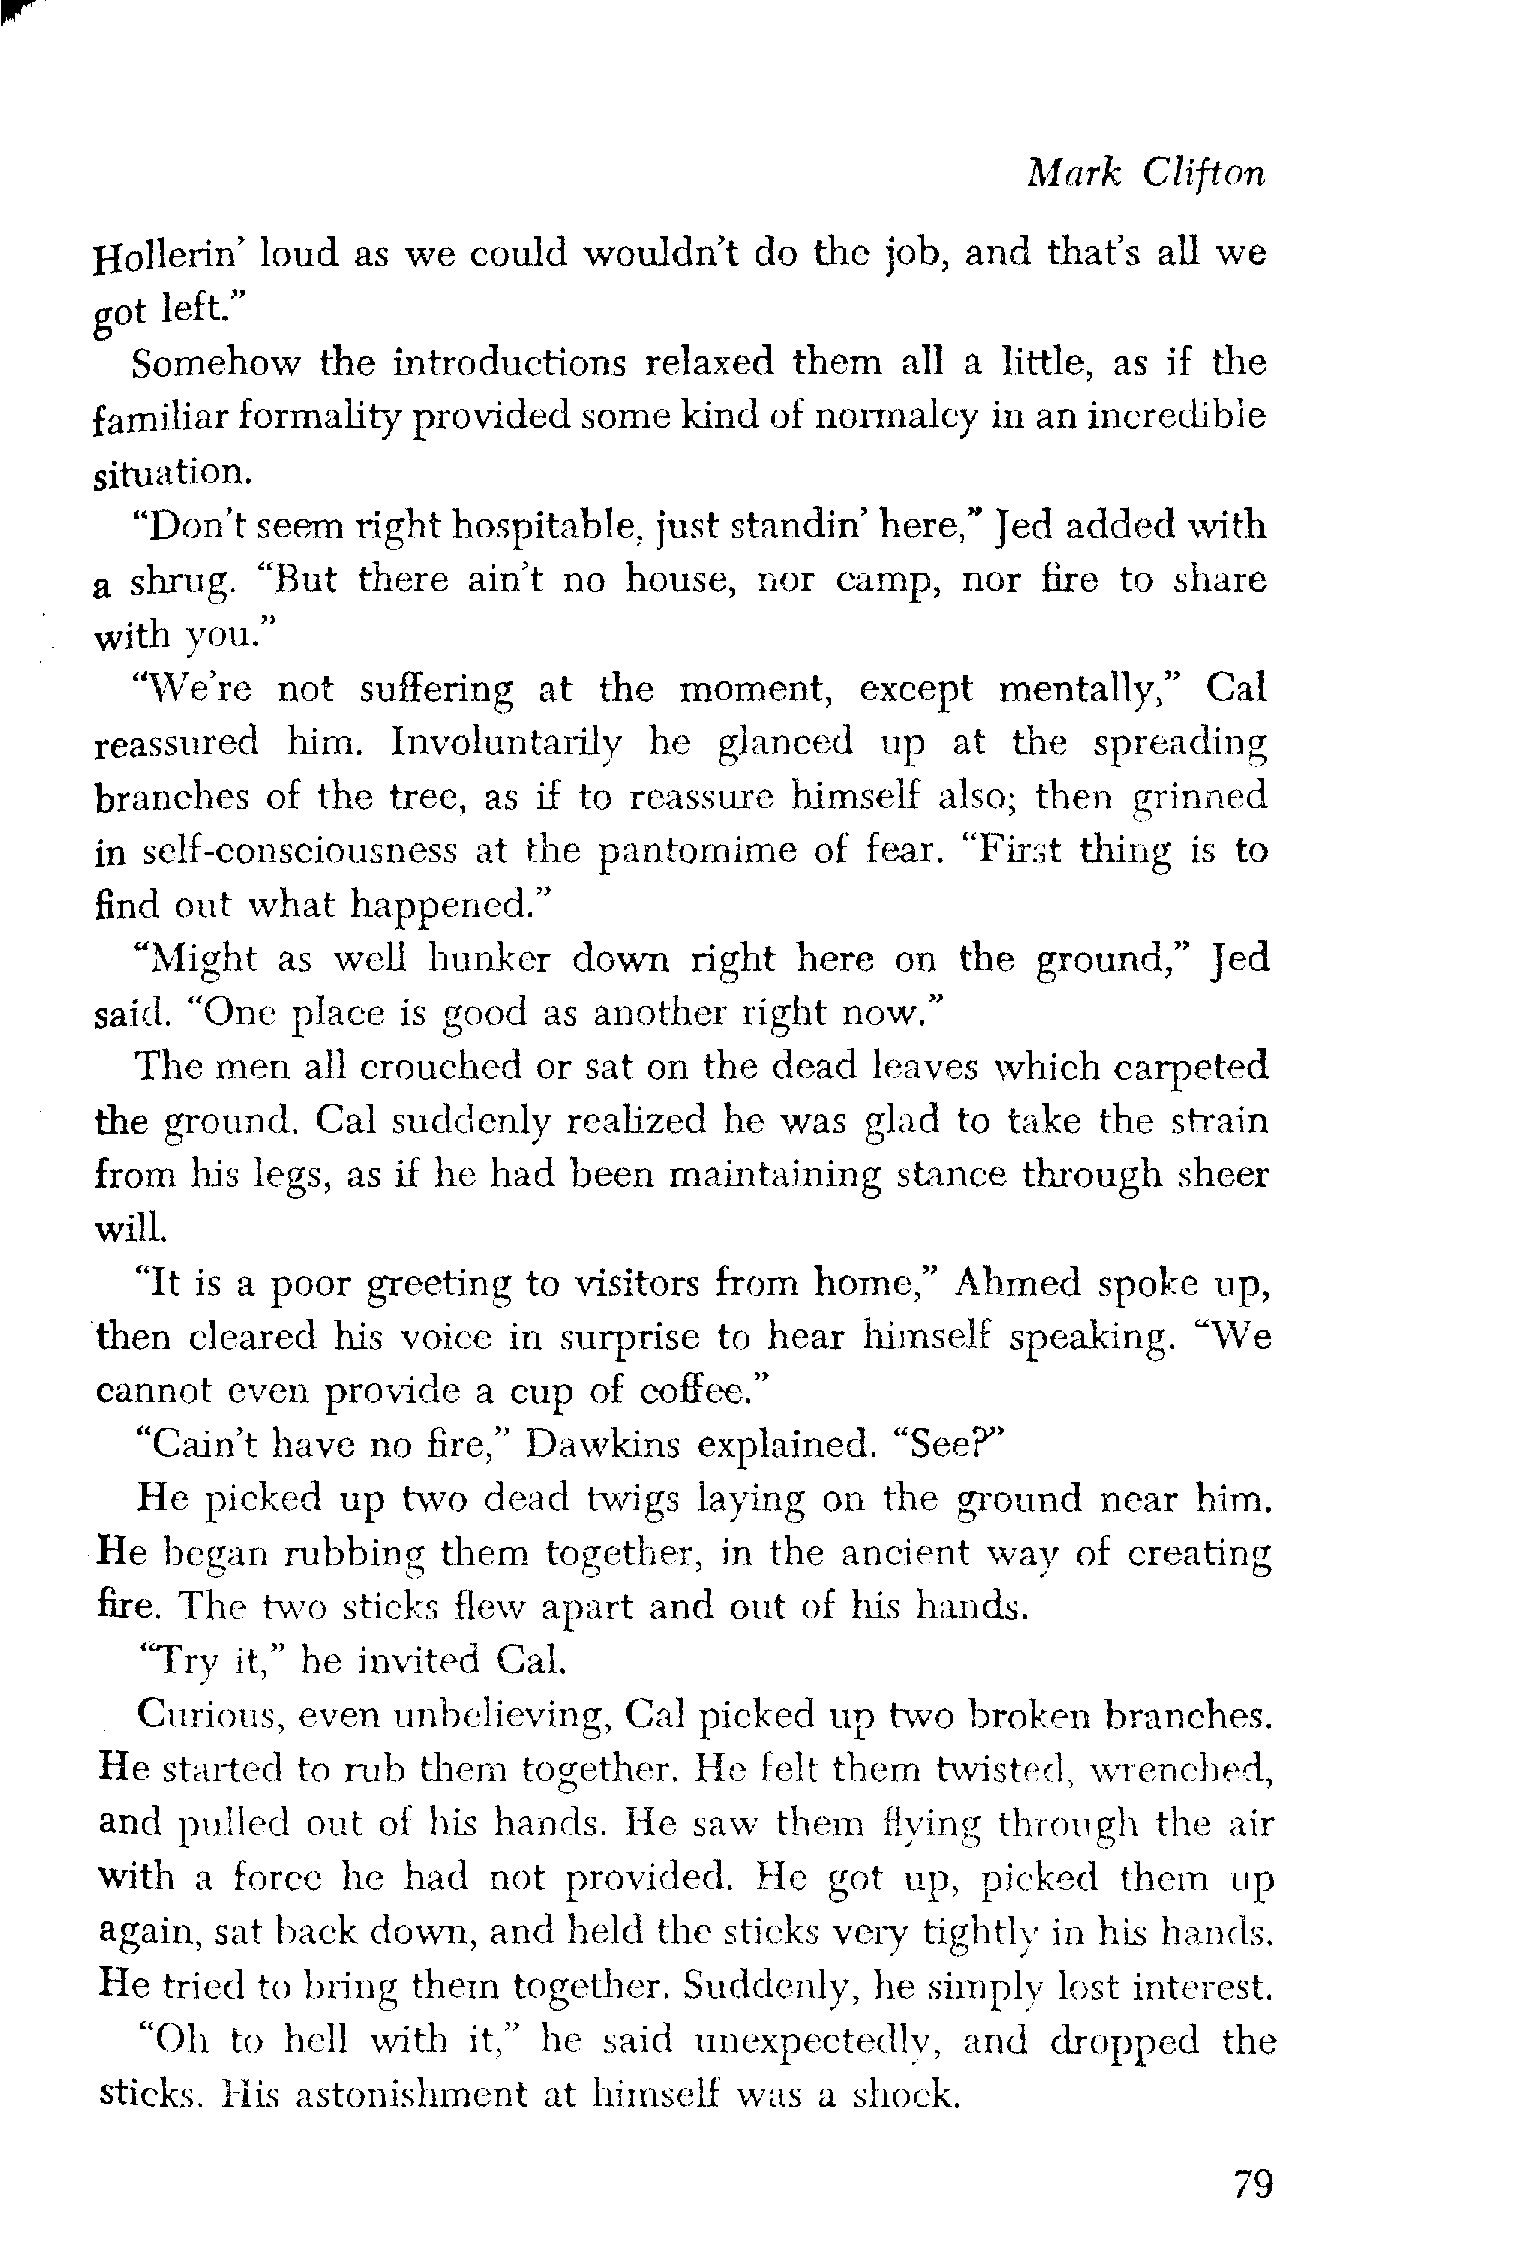 Mark Clifton
Hollerin' loud as we could wouldn't do the job, and that's all we
got left.”
Somehow the introductions relaxed them all a little, as if the
familiar formality provided some kind of normalcy in an incredible
situation.
“Don't seem right hospitable, just standin' here,” Jed added with
a shrug. “But there ain't no house, nor camp, nor fire to share
with you.”
“We're not suffering at the moment, except mentally,” Cal
reassured him. Involuntarily he glanced up at the spreading
branches of the tree, as if to reassure himself also; then grinned
in self-consciousness at the pantomime of fear. “First thing is to
find out what happened.”
“Might as well hunker down right here on the ground,” Jed
said. “One place is good as another right now.”
The men all crouched or sat on the dead leaves which carpeted
the ground. Cal suddenly realized he was glad to take the strain
from his legs, as if he had been maintaining stance through sheer
will.
“It is a poor greeting to visitors from home,” Ahmed spoke up,
then cleared his voice in surprise to hear himself speaking. “We
cannot even provide a cup of coffee.”
“Cain't have no fire,” Dawkins explained. “See?”
He picked up two dead twigs laying on the ground near him.
He began rubbing them together, in the ancient way of creating
fire. The two sticks flew apart and out of his hands.
“Try it,” he invited Cal.
Curious, even unbelieving, Cal picked up two broken branches.
He started to rub them together. He felt them twisted, wrenched,
and pulled out of his hands. He saw them flying through the air
with a force he had not provided. He got up, picked them up
again, sat back down, and held the sticks very tightly in his hands.
He tried to bring them together. Suddenly, he simply lost interest.
“Oh to hell with it,” he said unexpectedly, and dropped the
sticks. His astonishment at himself was a shock.
79